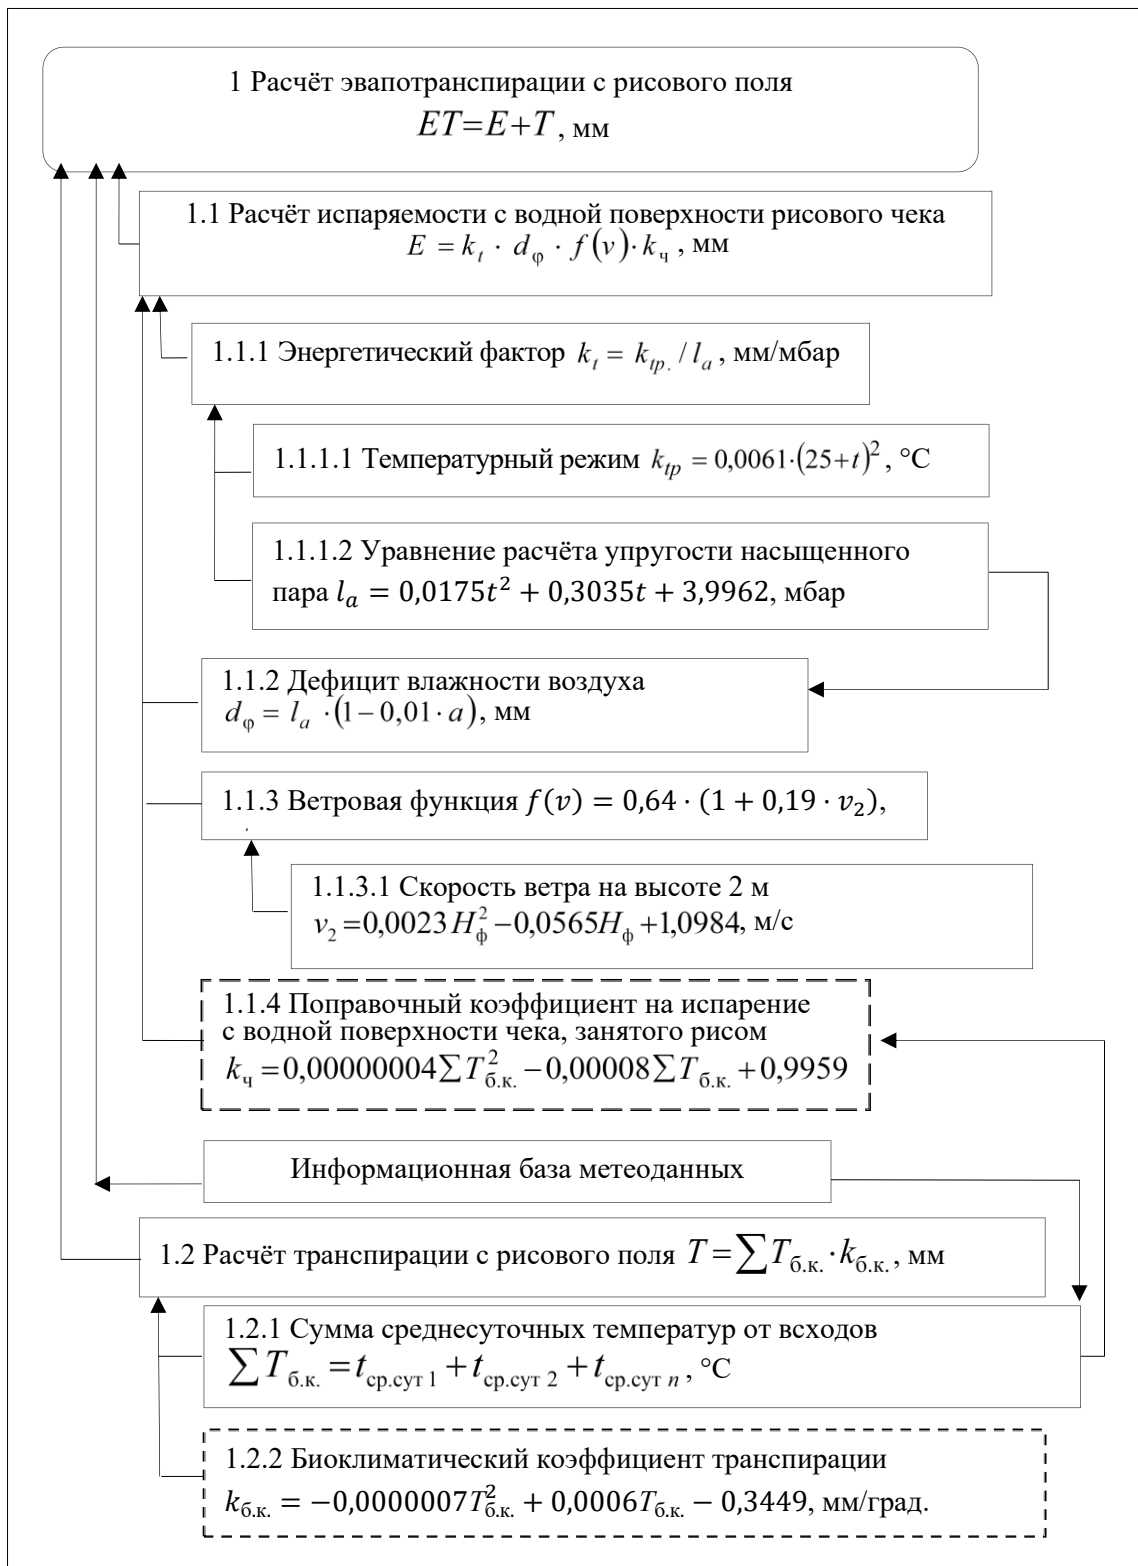 1 Расчёт эвапотранспирации с рисового поля
ET=E+T, мм
1.1 Расчёт испаряемости с водной поверхности рисового чека
E = k_t · d_φ · f(v) · k_ч, мм
1.1.1 Энергетический фактор k_t = k_tp. / l_a, мм/мбар
1.1.1.1 Температурный режим k_tp = 0,0061·(25+t)², °С
1.1.1.2 Уравнение расчёта упругости насыщенного
пара l_a = 0,0175t² + 0,3035t + 3,9962, мбар
1.1.2 Дефицит влажности воздуха
d_φ = l_a · (1 − 0,01 · a), мм
1.1.3 Ветровая функция f(v) = 0,64 · (1 + 0,19 · v₂),
1.1.3.1 Скорость ветра на высоте 2 м
v₂ =0,0023H_ф² −0,0565H_ф +1,0984, м/с
1.1.4 Поправочный коэффициент на испарение
с водной поверхности чека, занятого рисом
k_ч =0,00000004∑T²_б.к. −0,00008∑T_б.к. +0,9959
Информационная база метеоданных
1.2 Расчёт транспирации с рисового поля T =∑T_б.к. · k_б.к., мм
1.2.1 Сумма среднесуточных температур от всходов
∑T_б.к. = t_ср.сут 1 + t_ср.сут 2 + t_ср.сут n, °С
1.2.2 Биоклиматический коэффициент транспирации
k_б.к. = −0,0000007T²_б.к. + 0,0006T_б.к. − 0,3449, мм/град.